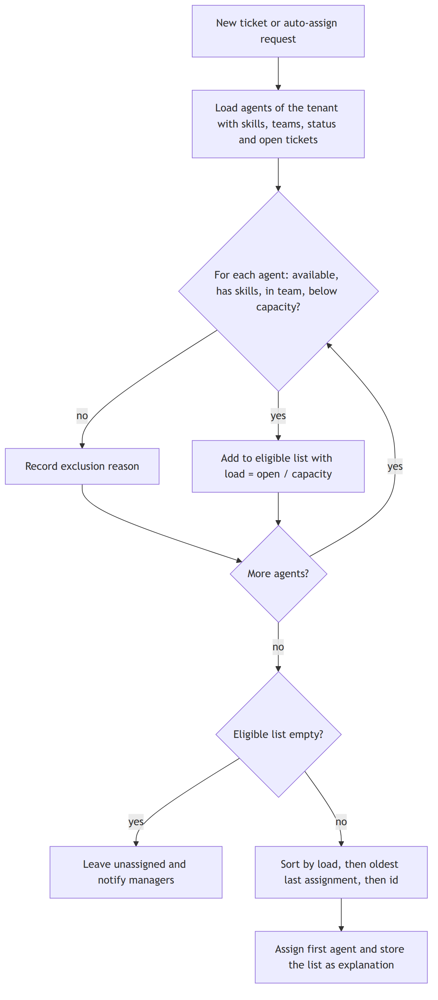 New ticket or auto-assign
request
Load agents of the tenant
with skills, teams, status
and open tickets
For each agent: available,
has skills, in team, below
capacity?
no
yes
yes
Record exclusion reason
Add to eligible list with
load = open / capacity
More agents?
no
Eligible list empty?
yes
no
Leave unassigned and
notify managers
Sort by load, then oldest
last assignment, then id
Assign first agent and store
the list as explanation